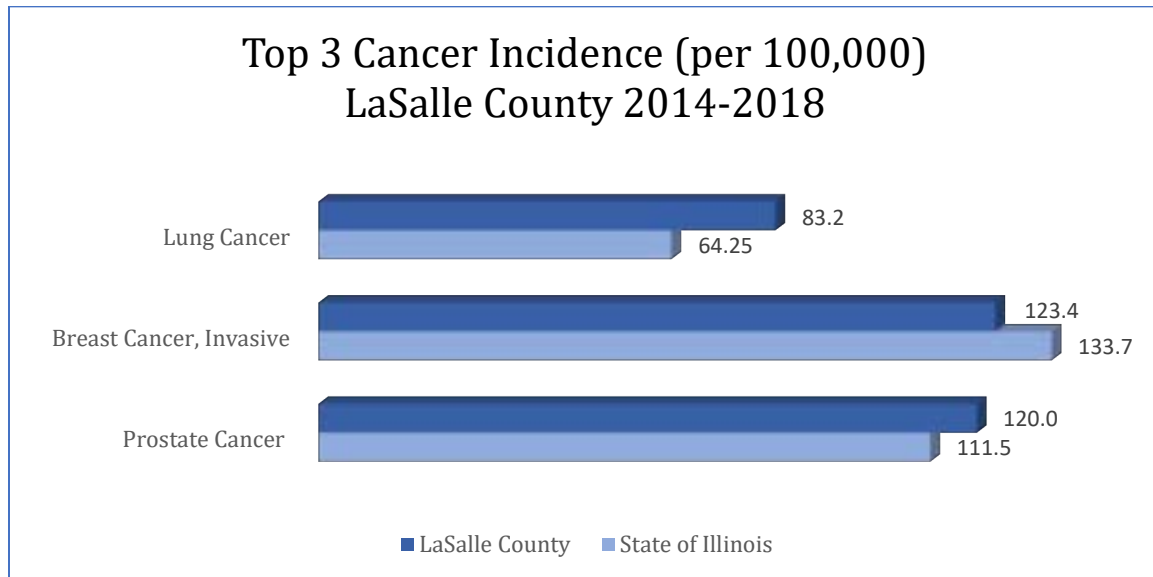 Top 3 Cancer Incidence (per 100,000)
LaSalle County 2014-2018
Lung Cancer
83.2
64.25
Breast Cancer, Invasive
123.4
133.7
Prostate Cancer
120.0
111.5
LaSalle County
State of Illinois